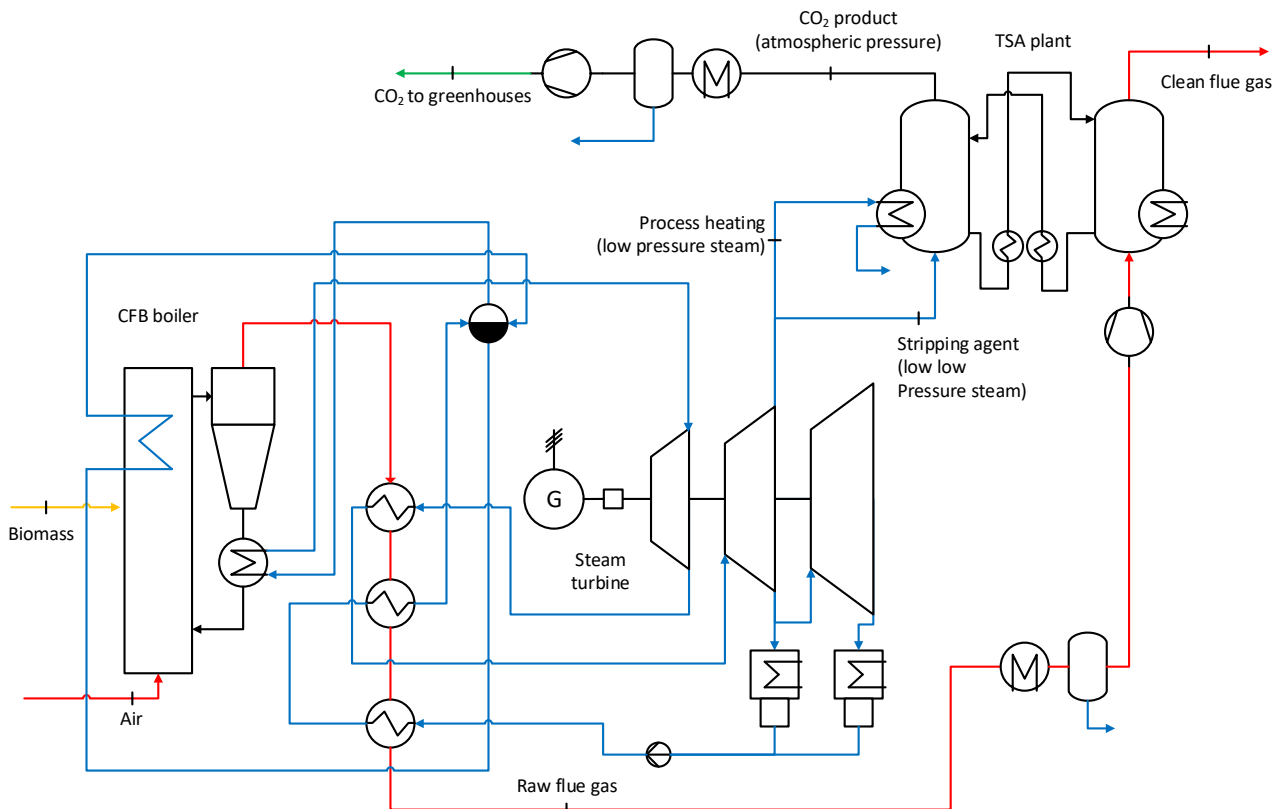 CO₂ product
(atmospheric pressure)
TSA plant
CO₂ to greenhouses
Clean flue gas
Process heating
(low pressure steam)
CFB boiler
Stripping agent
(low low
Pressure steam)
G
Biomass
Steam
turbine
Air
Raw flue gas